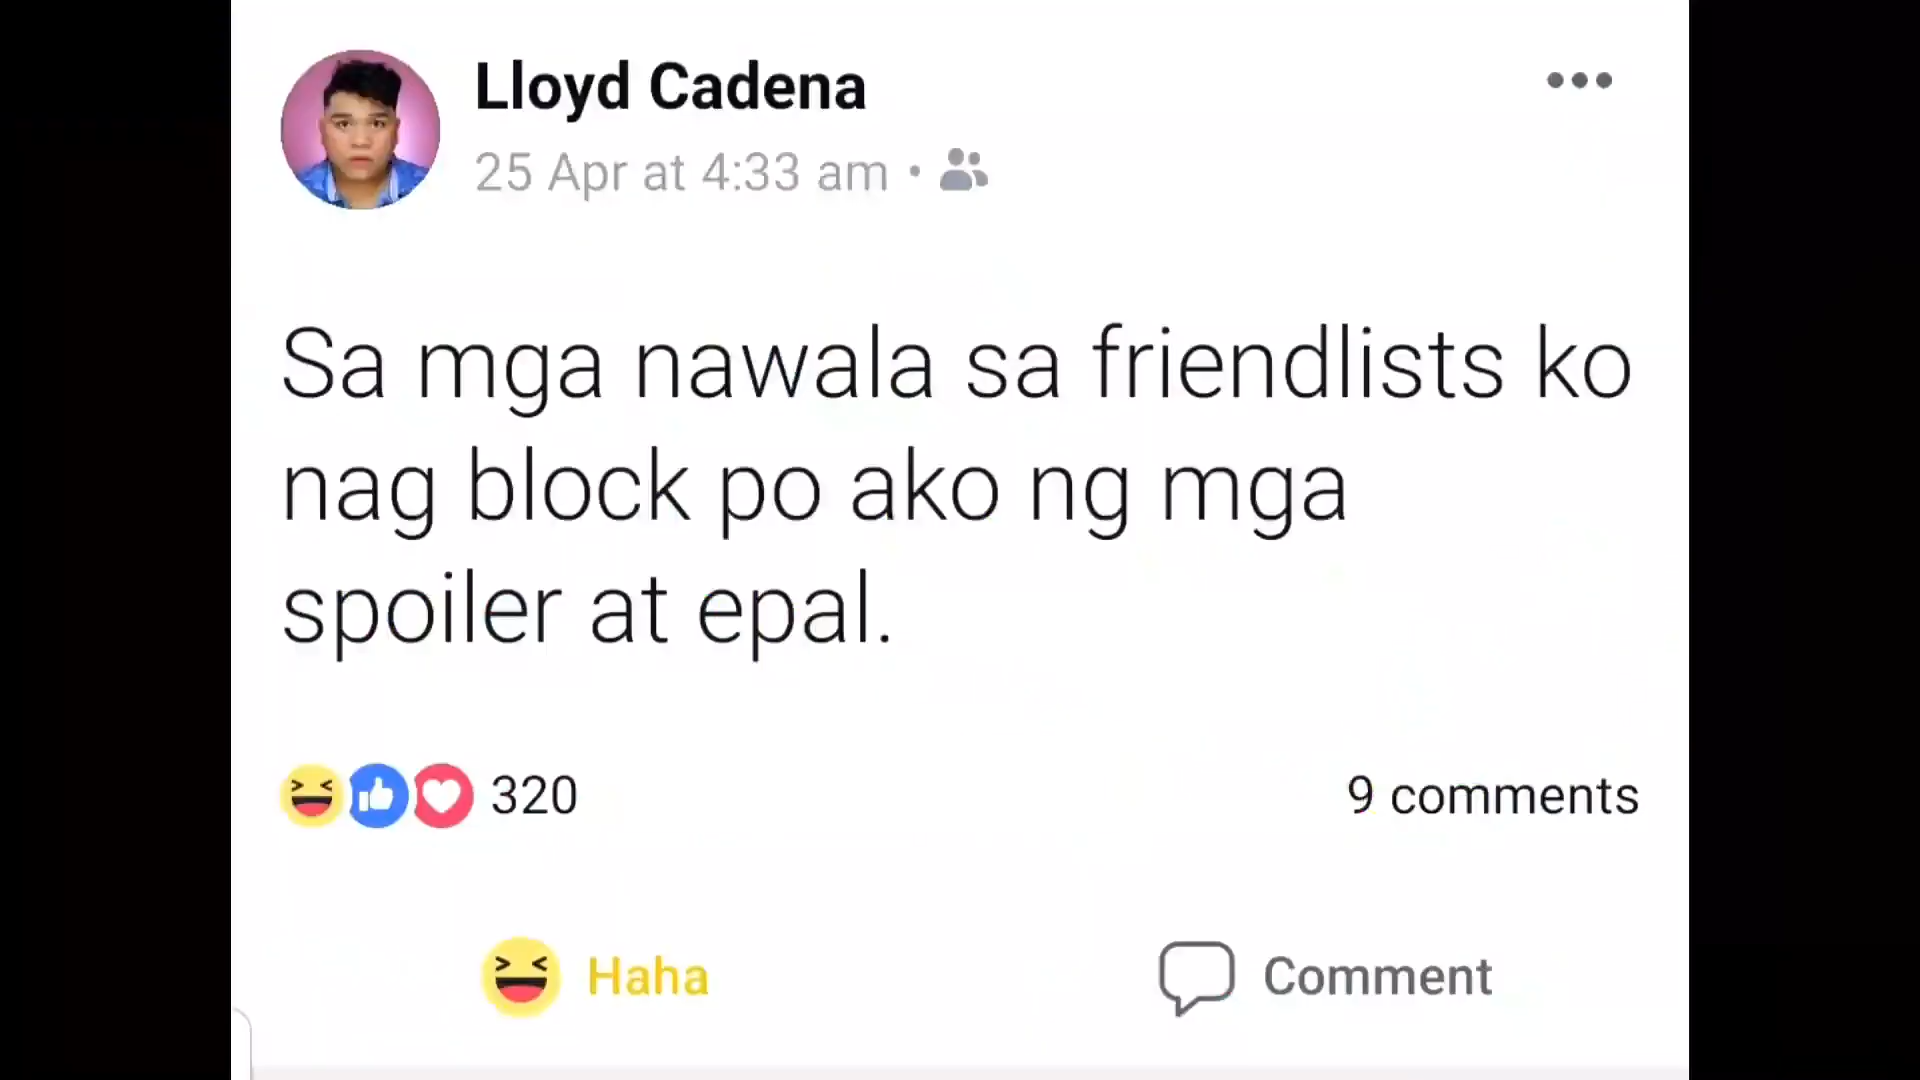 Lloyd Cadena
25 Apr at 4:33 am
Sa mga nawala sa friendlists ko
nag block po ako ng mga
spoiler at epal.
320
9 comments
Haha
Comment